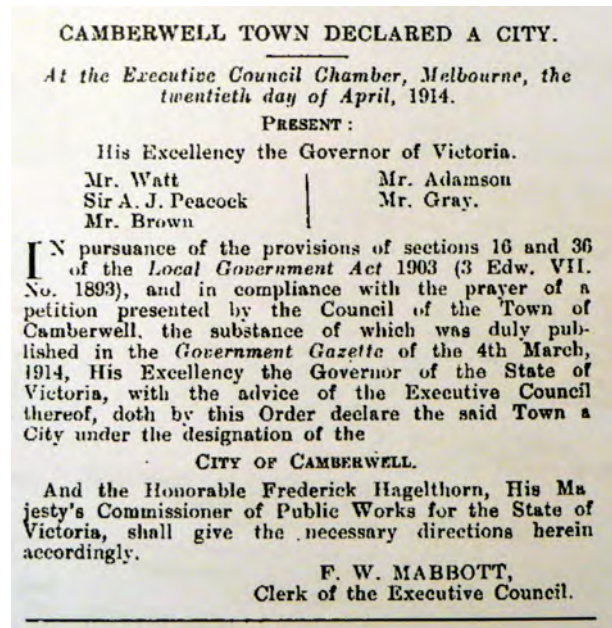 CAMBERWELL TOWN DECLARED A CITY.
At the Executive Council Chamber, Melbourne, the
twentieth day of April, 1914.
PRESENT :
His Excellency the Governor of Victoria.
Mr. Watt | Mr. Adamson
Sir A. J. Peacock | Mr. Gray.
Mr. Brown
IN pursuance of the provisions of sections 16 and 36
of the Local Government Act 1903 (3 Edw. VII.
No. 1893), and in compliance with the prayer of a
petition presented by the Council of the Town of
Camberwell, the substance of which was duly pub-
lished in the Government Gazette of the 4th March,
1914, His Excellency the Governor of the State of
Victoria, with the advice of the Executive Council
thereof, doth by this Order declare the said Town a
City under the designation of the
CITY OF CAMBERWELL.
And the Honorable Frederick Hagelthorn, His Ma
jesty's Commissioner of Public Works for the State of
Victoria, shall give the necessary directions herein
accordingly.
F. W. MABBOTT,
Clerk of the Executive Council.